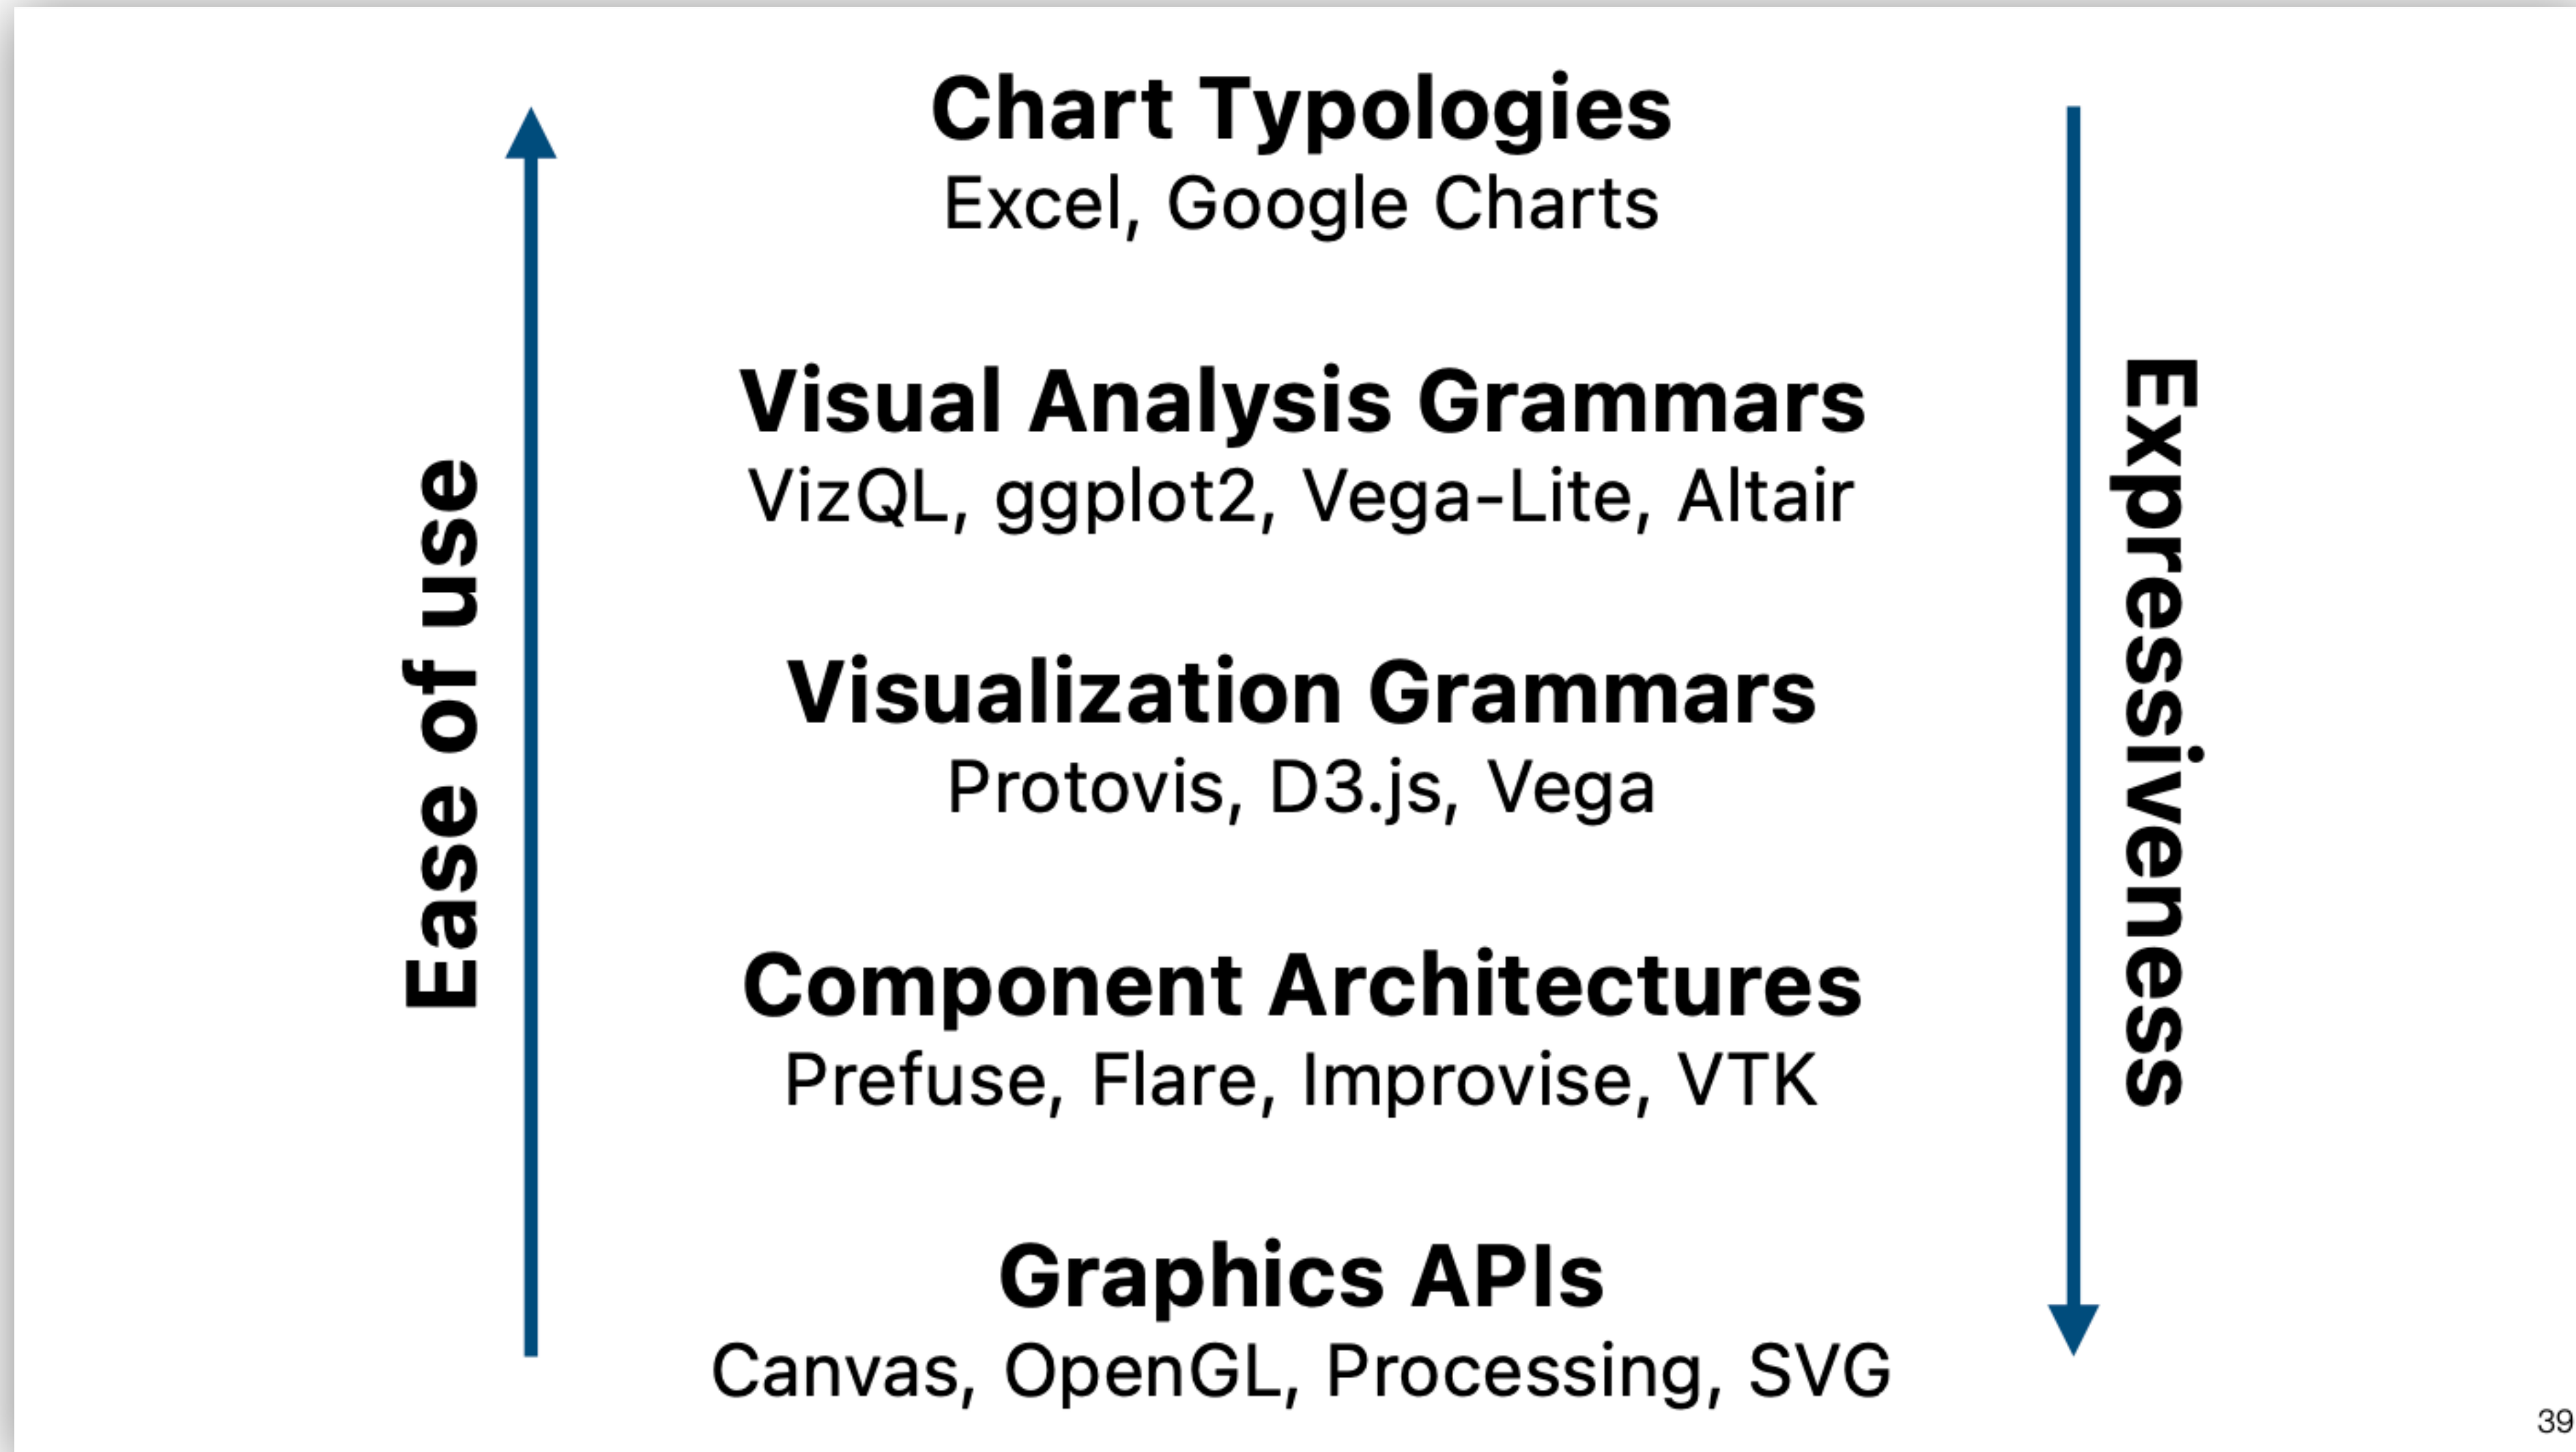 Chart Typologies
Excel, Google Charts
Visual Analysis Grammars
VizQL, ggplot2, Vega-Lite, Altair
Visualization Grammars
Protovis, D3.js, Vega
Component Architectures
Prefuse, Flare, Improvise, VTK
Graphics APIs
Canvas, OpenGL, Processing, SVG
Ease of use
Expressiveness
39